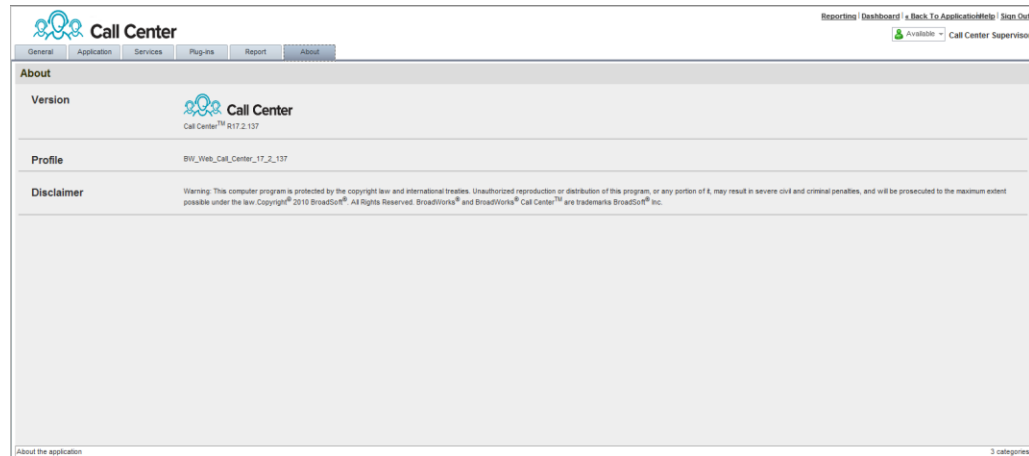 Call Center
Reporting | Dashboard | « Back To Application Help | Sign Out
Available Call Center Supervisor
General Application Services Plug-ins Report About
About
Version
Call Center
Call Center™ R17.2.137
Profile BW_Web_Call_Center_17_2_137
Disclaimer
Warning: This computer program is protected by the copyright law and international treaties. Unauthorized reproduction or distribution of this program, or any portion of it, may result in severe civil and criminal penalties, and will be prosecuted to the maximum extent
possible under the law.Copyright® 2010 BroadSoft®. All Rights Reserved. BroadWorks® and BroadWorks® Call Center™ are trademarks BroadSoft® Inc.
About the application 3 categories